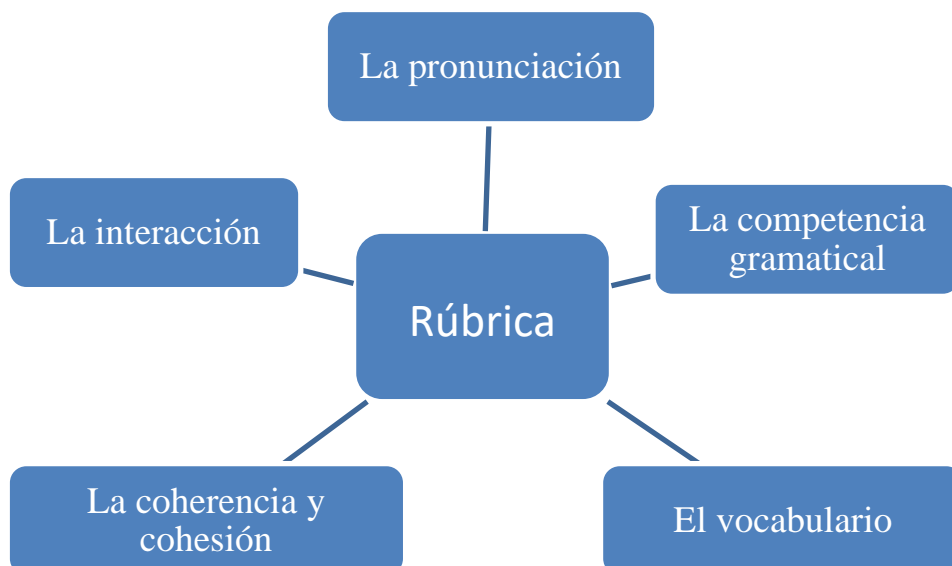 La pronunciación
La interacción
La competencia
gramatical
Rúbrica
La coherencia y
cohesión
El vocabulario